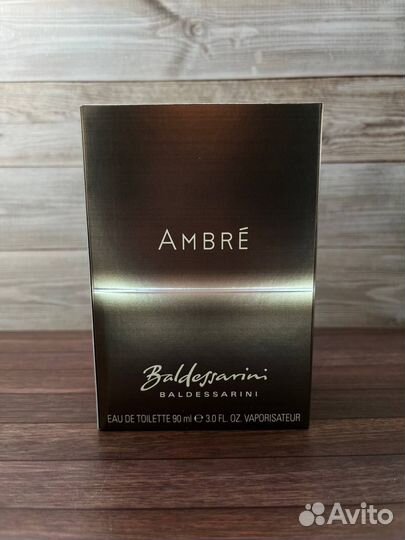 AMBRÉ
Baldessarini
BALDESSARINI
EAU DE TOILETTE 90 ml ℮ 3.0 FL. OZ. VAPORISATEUR
Avito